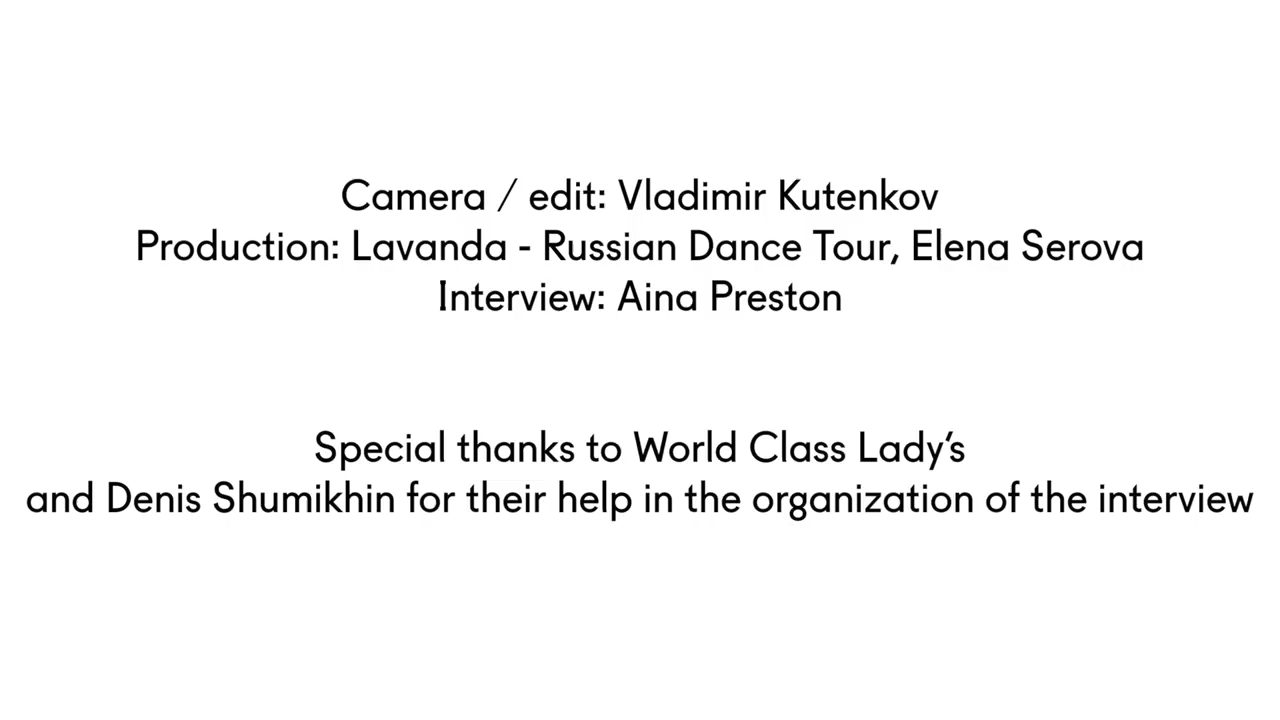 Camera / edit: Vladimir Kutenkov
Production: Lavanda - Russian Dance Tour, Elena Serova
Interview: Aina Preston
Special thanks to World Class Lady’s
and Denis Shumikhin for their help in the organization of the interview